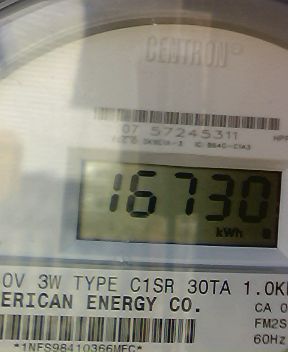 CENTRON®
07 57245311
16730
kWh
0V 3W TYPE C1SR 30TA 1.0K
ERICAN ENERGY CO.
CA 0
FM2S
60Hz
*1NFS98410366MFC*